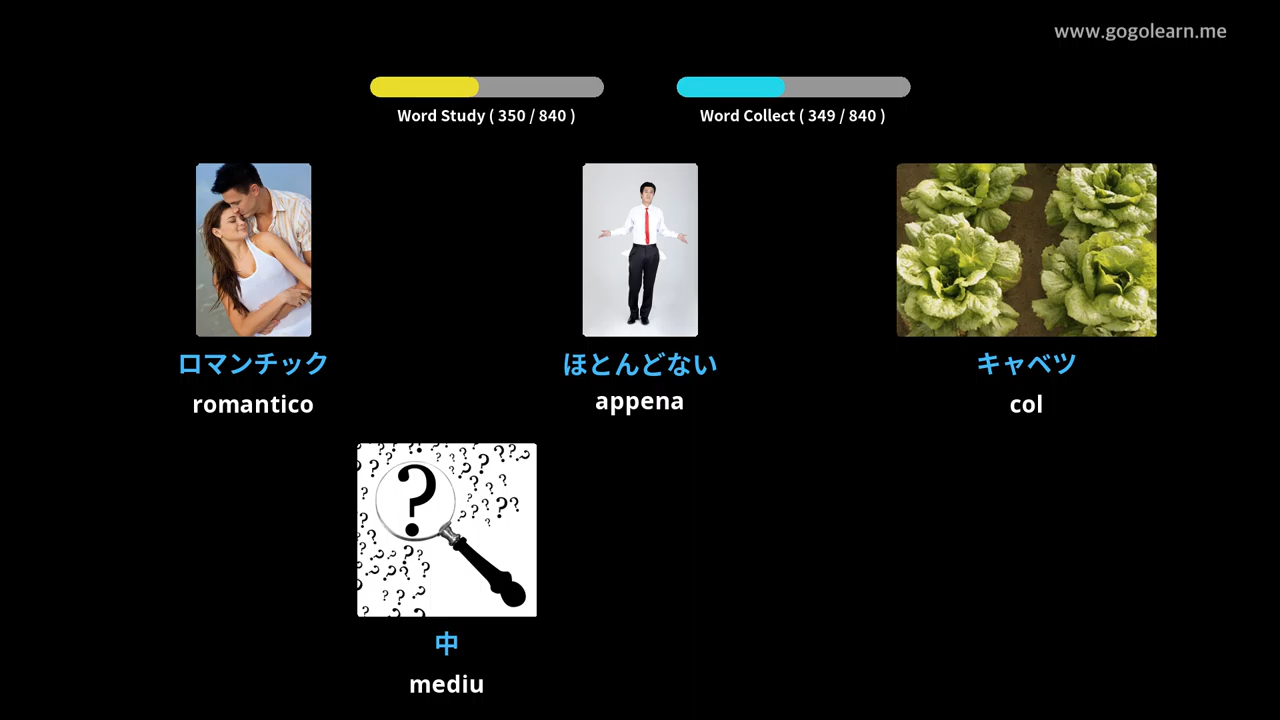 www.gogolearn.me
Word Study ( 350 / 840 )
Word Collect ( 349 / 840 )
ロマンチック
romantico
ほとんどない
appena
キャベツ
col
中
mediu